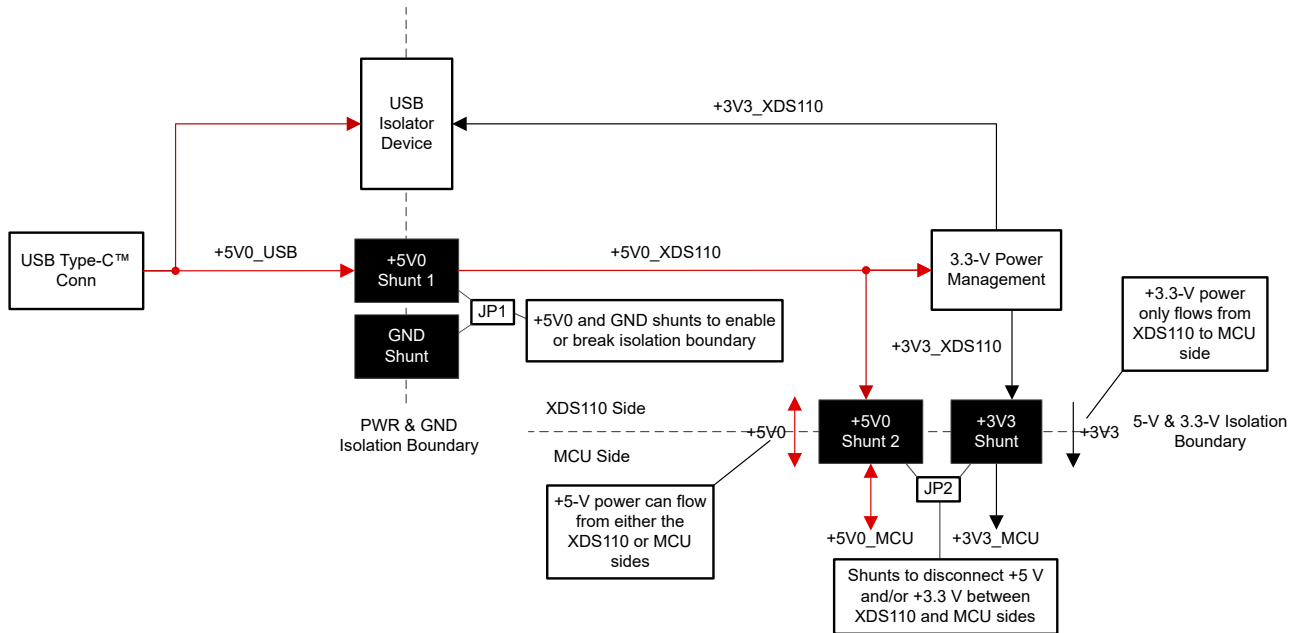 USB
Isolator
Device
+3V3_XDS110
USB Type-C™
Conn
+5V0_USB
+5V0
Shunt 1
+5V0_XDS110
3.3-V Power
Management
GND
Shunt
JP1
+5V0 and GND shunts to enable
or break isolation boundary
+3.3-V power
only flows from
XDS110 to MCU
side
+3V3_XDS110
PWR & GND
Isolation Boundary
XDS110 Side
MCU Side
+5V0
+5V0
Shunt 2
+3V3
Shunt
+3V3
5-V & 3.3-V Isolation
Boundary
JP2
+5-V power can flow
from either the
XDS110 or MCU
sides
+5V0_MCU
+3V3_MCU
Shunts to disconnect +5 V
and/or +3.3 V between
XDS110 and MCU sides